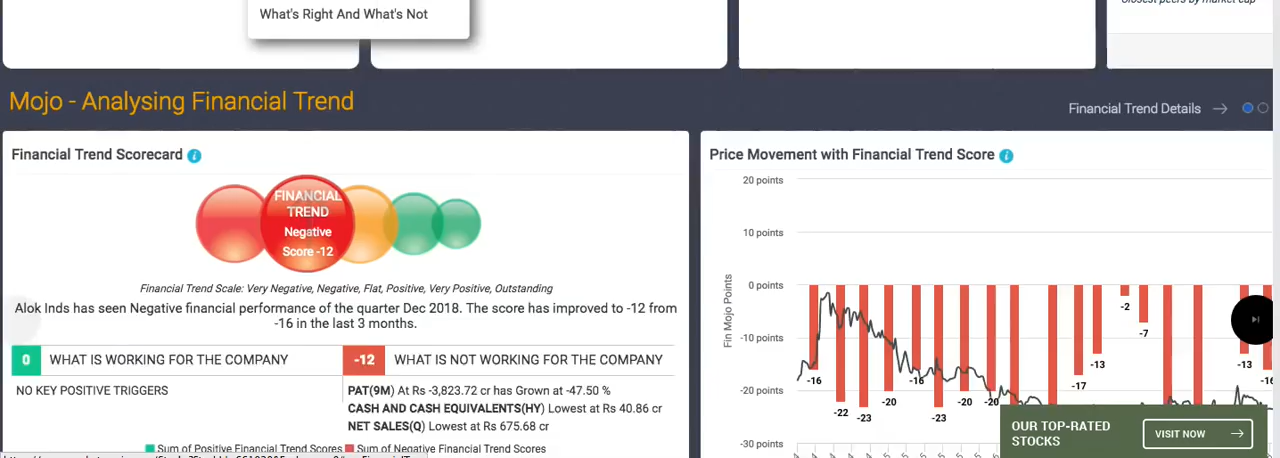 What's Right And What's Not
Closest peers by market cap
Mojo - Analysing Financial Trend
Financial Trend Details
Financial Trend Scorecard i
FINANCIAL
TREND
Negative
Score -12
Financial Trend Scale: Very Negative, Negative, Flat, Positive, Very Positive, Outstanding
Alok Inds has seen Negative financial performance of the quarter Dec 2018. The score has improved to -12 from
-16 in the last 3 months.
0 WHAT IS WORKING FOR THE COMPANY
NO KEY POSITIVE TRIGGERS
-12 WHAT IS NOT WORKING FOR THE COMPANY
PAT(9M) At Rs -3,823.72 cr has Grown at -47.50 %
CASH AND CASH EQUIVALENTS(HY) Lowest at Rs 40.86 cr
NET SALES(Q) Lowest at Rs 675.68 cr
Sum of Positive Financial Trend Scores Sum of Negative Financial Trend Scores
Price Movement with Financial Trend Score i
Fin Mojo Points
20 points
10 points
0 points
-10 points
-20 points
-30 points
-16 -22 -23 -20 -16 -23 -20 -20 -17 -13 -2 -7 -13 -16
OUR TOP-RATED
STOCKS
VISIT NOW